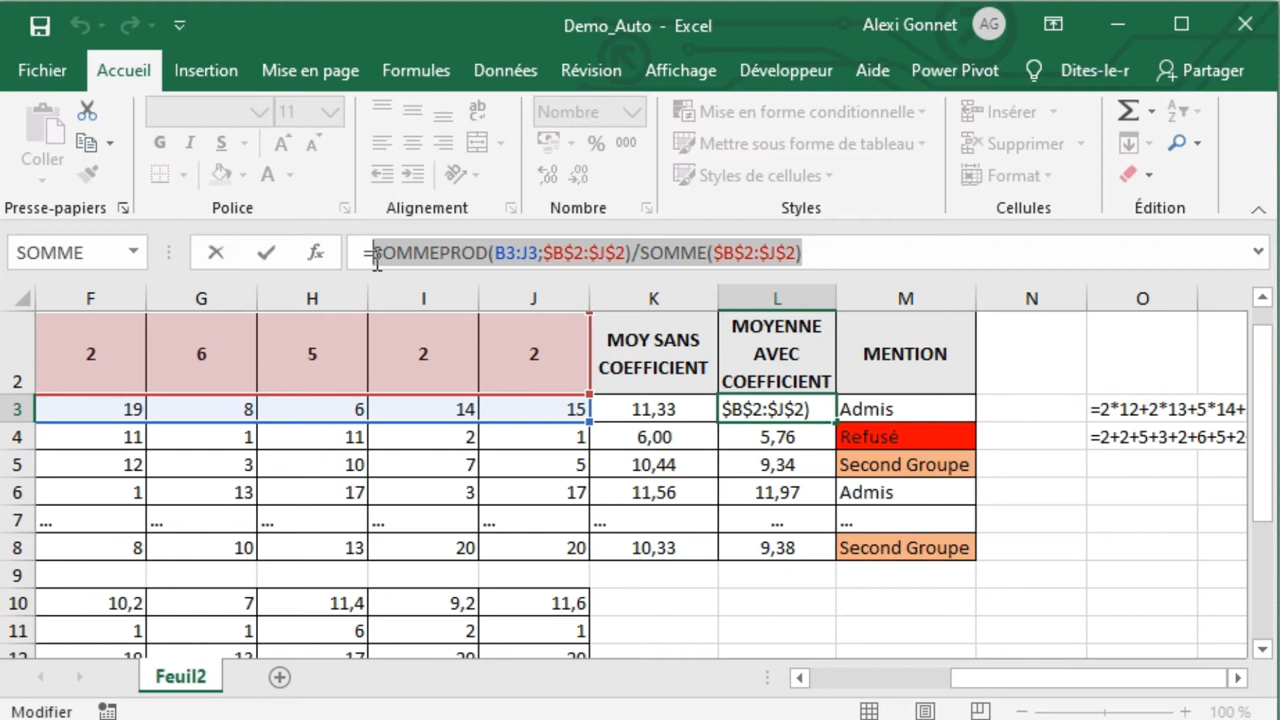 Demo_Auto - Excel
Alexi Gonnet AG
Fichier Accueil Insertion Mise en page Formules Données Révision Affichage Développeur Aide Power Pivot Dites-le-r Partager
Coller
11
G I S A A A
ab
Nombre
% 000
Mise en forme conditionnelle
Mettre sous forme de tableau
Styles de cellules
Insérer
Supprimer
Format
Σ
Presse-papiers Police Alignement Nombre Styles Cellules Édition
SOMME fx =SOMMEPROD(B3:J3;$B$2:$J$2)/SOMME($B$2:$J$2)
F G H I J K L M N O
2 2 6 5 2 2 MOY SANS COEFFICIENT MOYENNE AVEC COEFFICIENT MENTION
3 19 8 6 14 15 11,33 $B$2:$J$2) Admis =2*12+2*13+5*14+
4 11 1 11 2 1 6,00 5,76 Refusé =2+2+5+3+2+6+5+2
5 12 3 10 7 5 10,44 9,34 Second Groupe
6 1 13 17 3 17 11,56 11,97 Admis
7 ... ... ... ... ... ... ... ...
8 8 10 13 20 20 10,33 9,38 Second Groupe
9
10 10,2 7 11,4 9,2 11,6
11 1 1 6 2 1
Feuil2
Modifier 100 %